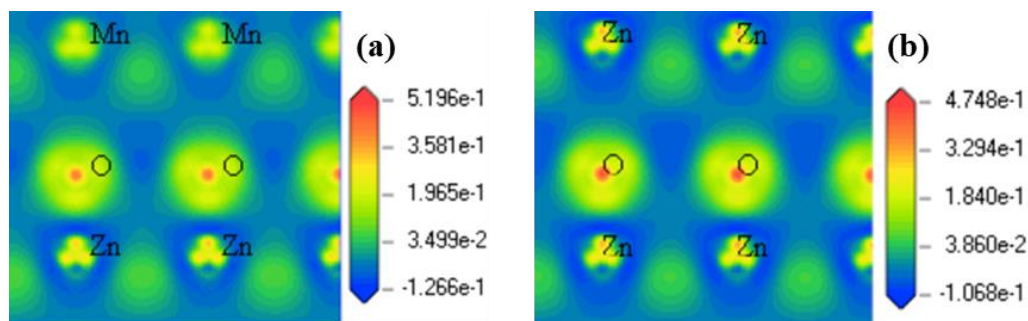 Mn Mn
(a)
5.196e-1
3.581e-1
1.965e-1
3.499e-2
-1.266e-1
O O
Zn Zn
Zn Zn
(b)
4.748e-1
3.294e-1
1.840e-1
3.860e-2
-1.068e-1
O O
Zn Zn